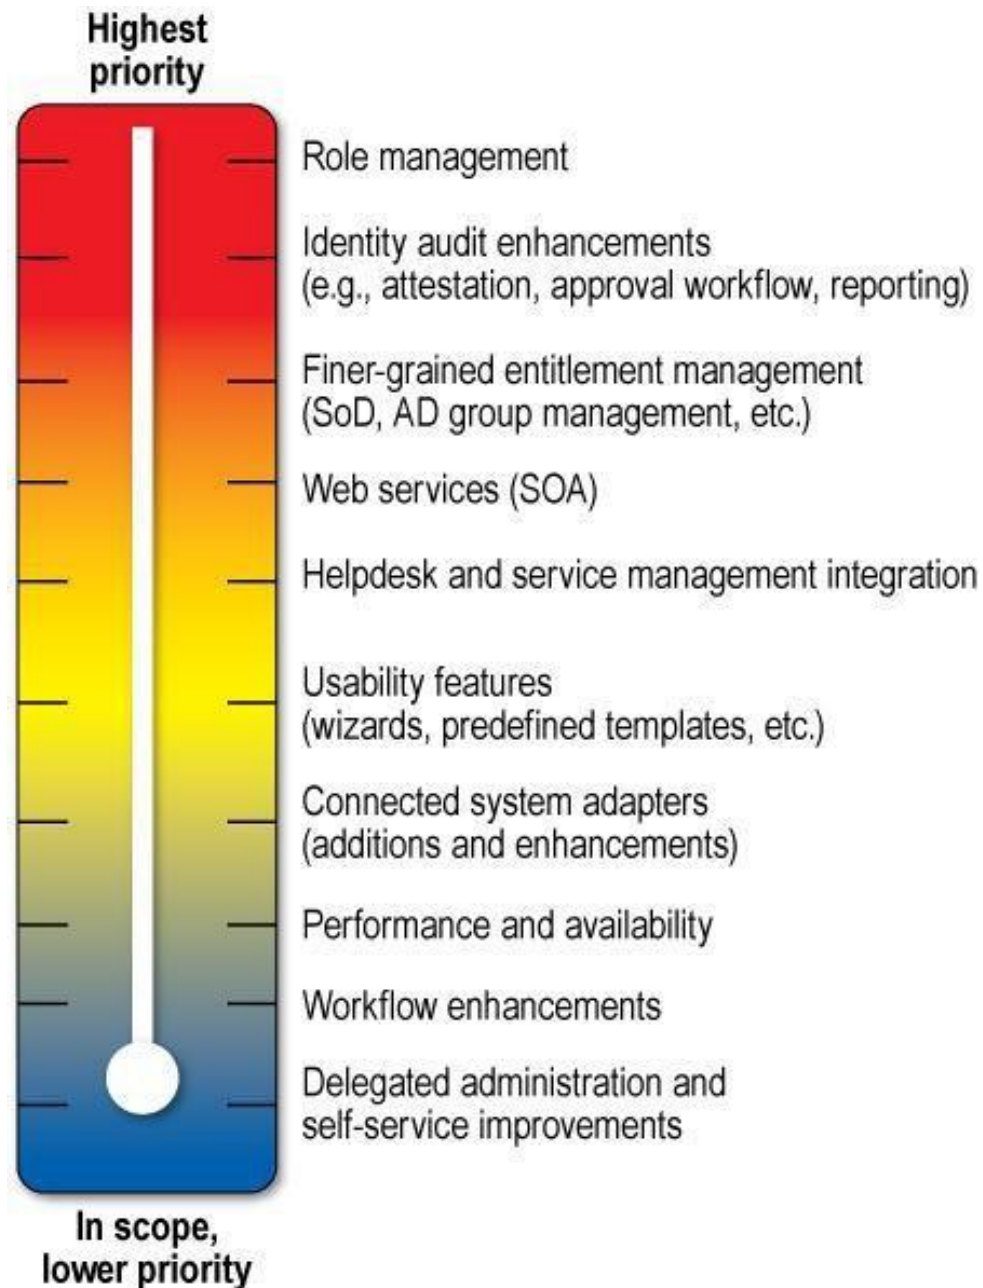 Highest
priority
Role management
Identity audit enhancements
(e.g., attestation, approval workflow, reporting)
Finer-grained entitlement management
(SoD, AD group management, etc.)
Web services (SOA)
Helpdesk and service management integration
Usability features
(wizards, predefined templates, etc.)
Connected system adapters
(additions and enhancements)
Performance and availability
Workflow enhancements
Delegated administration and
self-service improvements
In scope,
lower priority